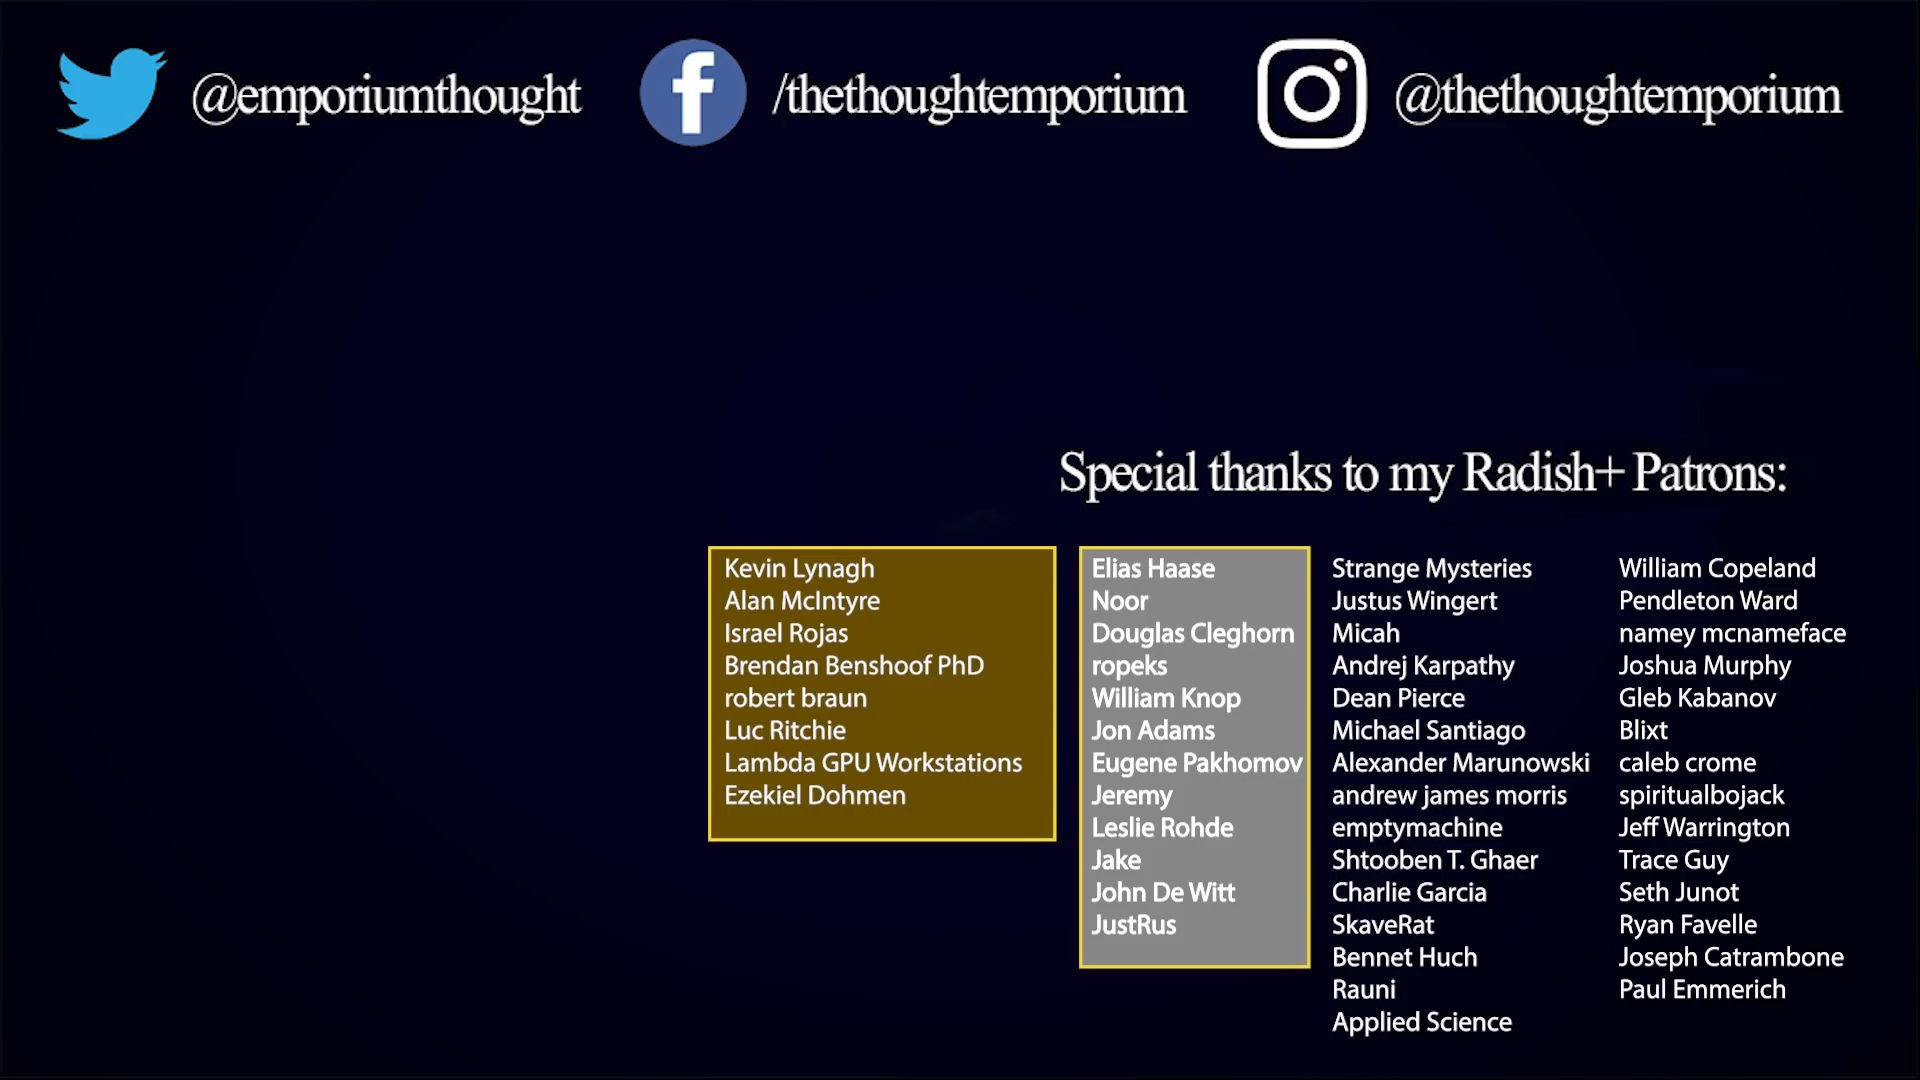 @emporiumthought
/thethoughtemporium
@thethoughtemporium
Special thanks to my Radish+ Patrons:
Kevin Lynagh
Alan McIntyre
Israel Rojas
Brendan Benshoof PhD
robert braun
Luc Ritchie
Lambda GPU Workstations
Ezekiel Dohmen
Elias Haase
Noor
Douglas Cleghorn
ropeks
William Knop
Jon Adams
Eugene Pakhomov
Jeremy
Leslie Rohde
Jake
John De Witt
JustRus
Strange Mysteries
Justus Wingert
Micah
Andrej Karpathy
Dean Pierce
Michael Santiago
Alexander Marunowski
andrew james morris
emptymachine
Shtooben T. Ghaer
Charlie Garcia
SkaveRat
Bennet Huch
Rauni
Applied Science
William Copeland
Pendleton Ward
namey mcnameface
Joshua Murphy
Gleb Kabanov
Blixt
caleb crome
spiritualbojack
Jeff Warrington
Trace Guy
Seth Junot
Ryan Favelle
Joseph Catrambone
Paul Emmerich